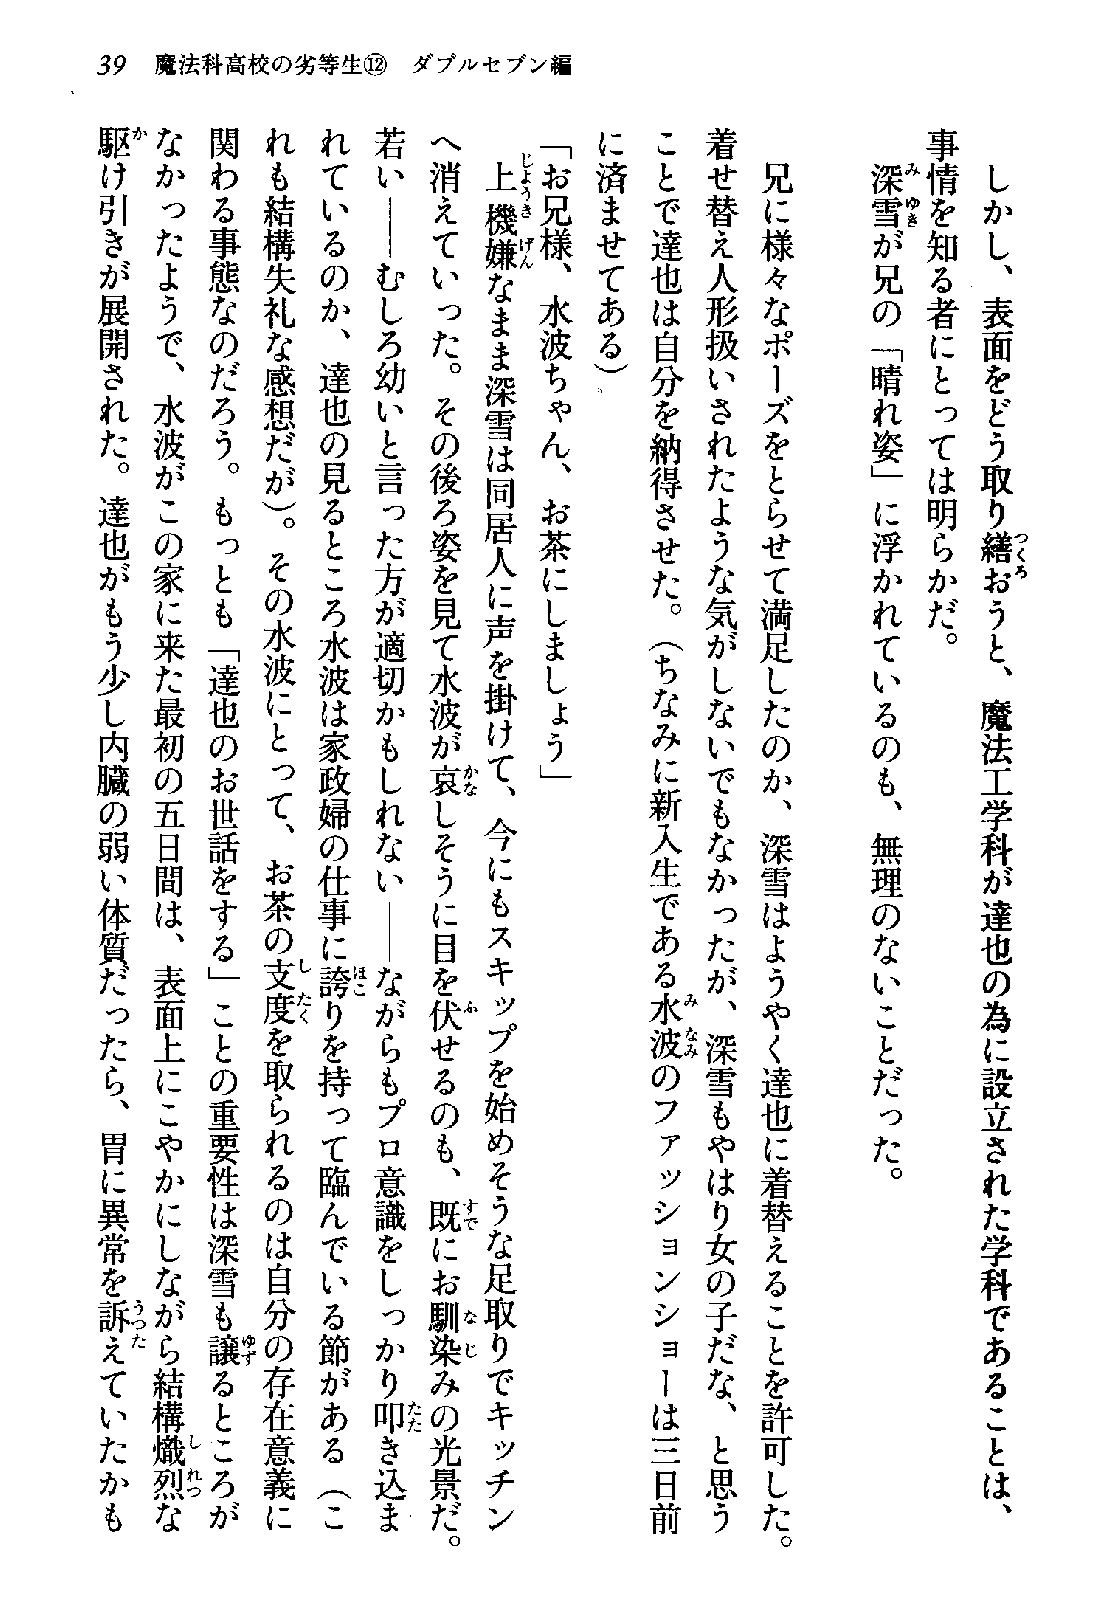 39　魔法科高校の劣等生⑫　ダブルセブン編
しかし、表面をどう取り繕おうと、魔法工学科が達也の為に設立された学科であることは、
事情を知る者にとっては明らかだ。
深雪が兄の「晴れ姿」に浮かれているのも、無理のないことだった。
兄に様々なポーズをとらせて満足したのか、深雪はようやく達也に着替えることを許可した。
着せ替え人形扱いされたような気がしないでもなかったが、深雪もやはり女の子だな、と思う
ことで達也は自分を納得させた。（ちなみに新入生である水波のファッションショーは三日前
に済ませてある）
「お兄様、水波ちゃん、お茶にしましょう」
上機嫌なまま深雪は同居人に声を掛けて、今にもスキップを始めそうな足取りでキッチン
へ消えていった。その後ろ姿を見て水波が哀しそうに目を伏せるのも、既にお馴染みの光景だ。
若い――むしろ幼いと言った方が適切かもしれない――ながらもプロ意識をしっかり叩き込ま
れているのか、達也の見るところ水波は家政婦の仕事に誇りを持って臨んでいる節がある（こ
れも結構失礼な感想だが）。その水波にとって、お茶の支度を取られるのは自分の存在意義に
関わる事態なのだろう。もっとも「達也のお世話をする」ことの重要性は深雪も譲るところが
なかったようで、水波がこの家に来た最初の五日間は、表面上にこやかにしながら結構熾烈な
駆け引きが展開された。達也がもう少し内臓の弱い体質だったら、胃に異常を訴えていたかも